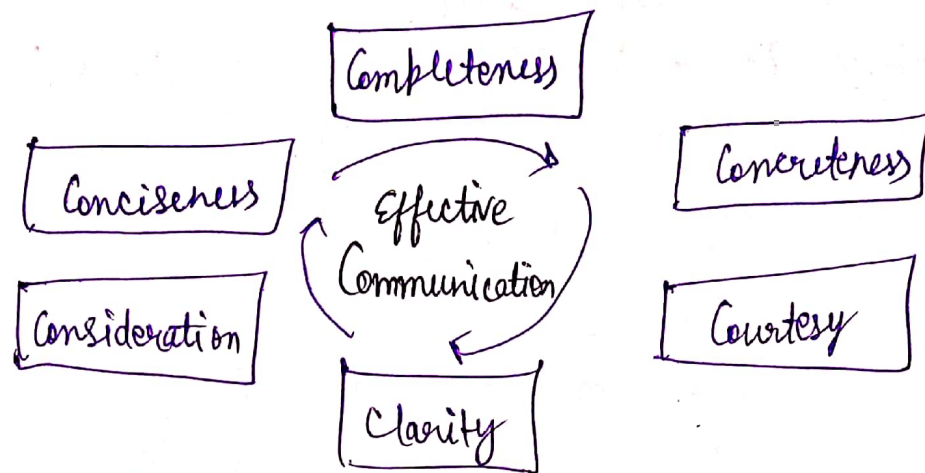 Completeness
Conciseness
Concreteness
Effective
Communication
Consideration
Courtesy
Clarity